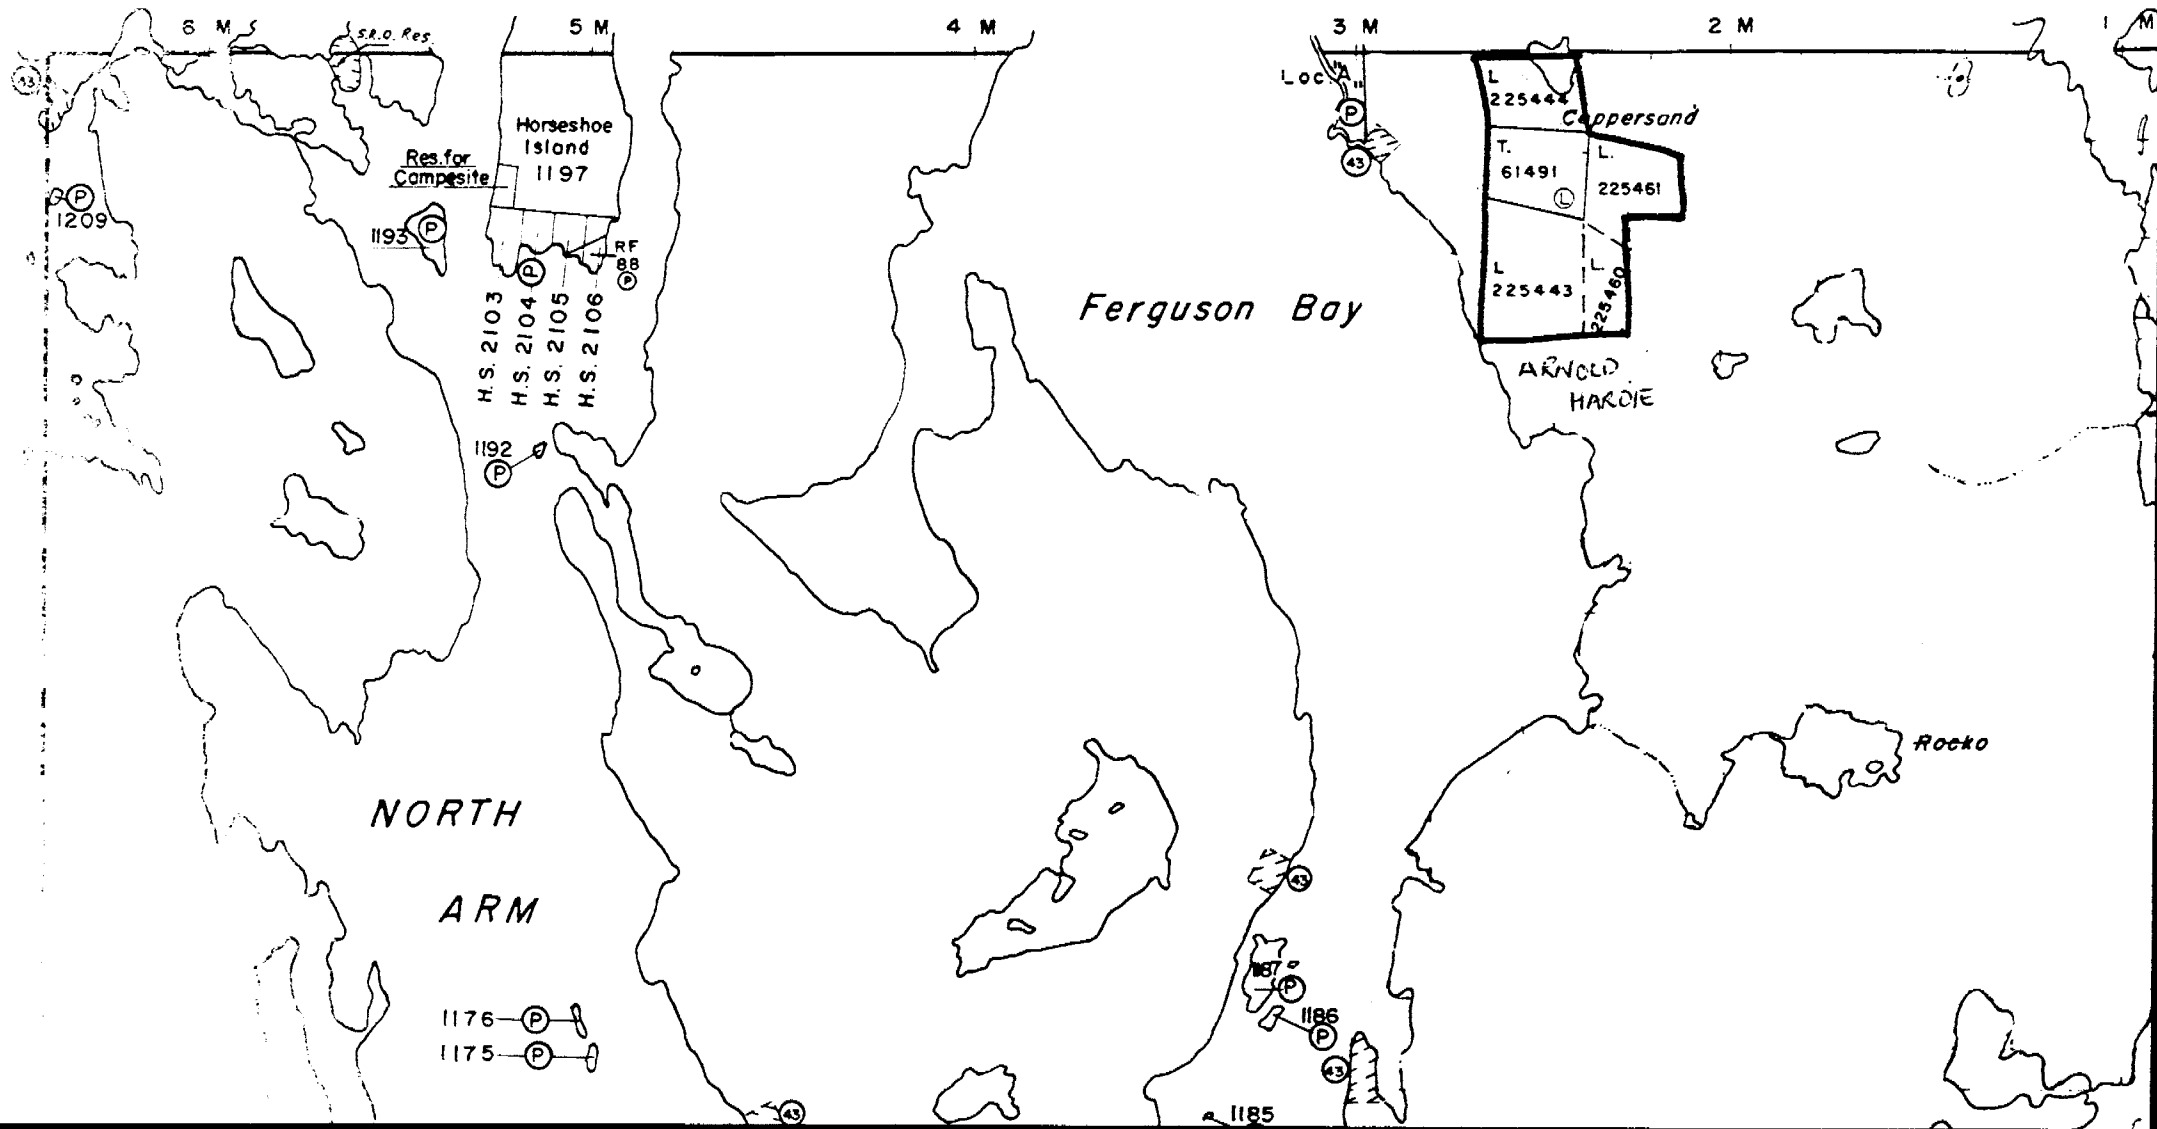 6 M
5 M
4 M
3 M
2 M
1 M
S.R.O. Res.
43
Loc. "A"
P
43
L
225444
Coppersand
T.
61491
L
L.
225461
L
225443
L.
225460
ARNOLD
HARDIE
Horseshoe
Island
1197
Res. for
Campsite
P
1209
1193
P
RF
88
P
P
H.S. 2103
H.S. 2104
H.S. 2105
H.S. 2106
Ferguson Bay
1192
P
Rocko
NORTH
ARM
43
1187
P
1186
P
43
1176 P
1175 P
43
1185